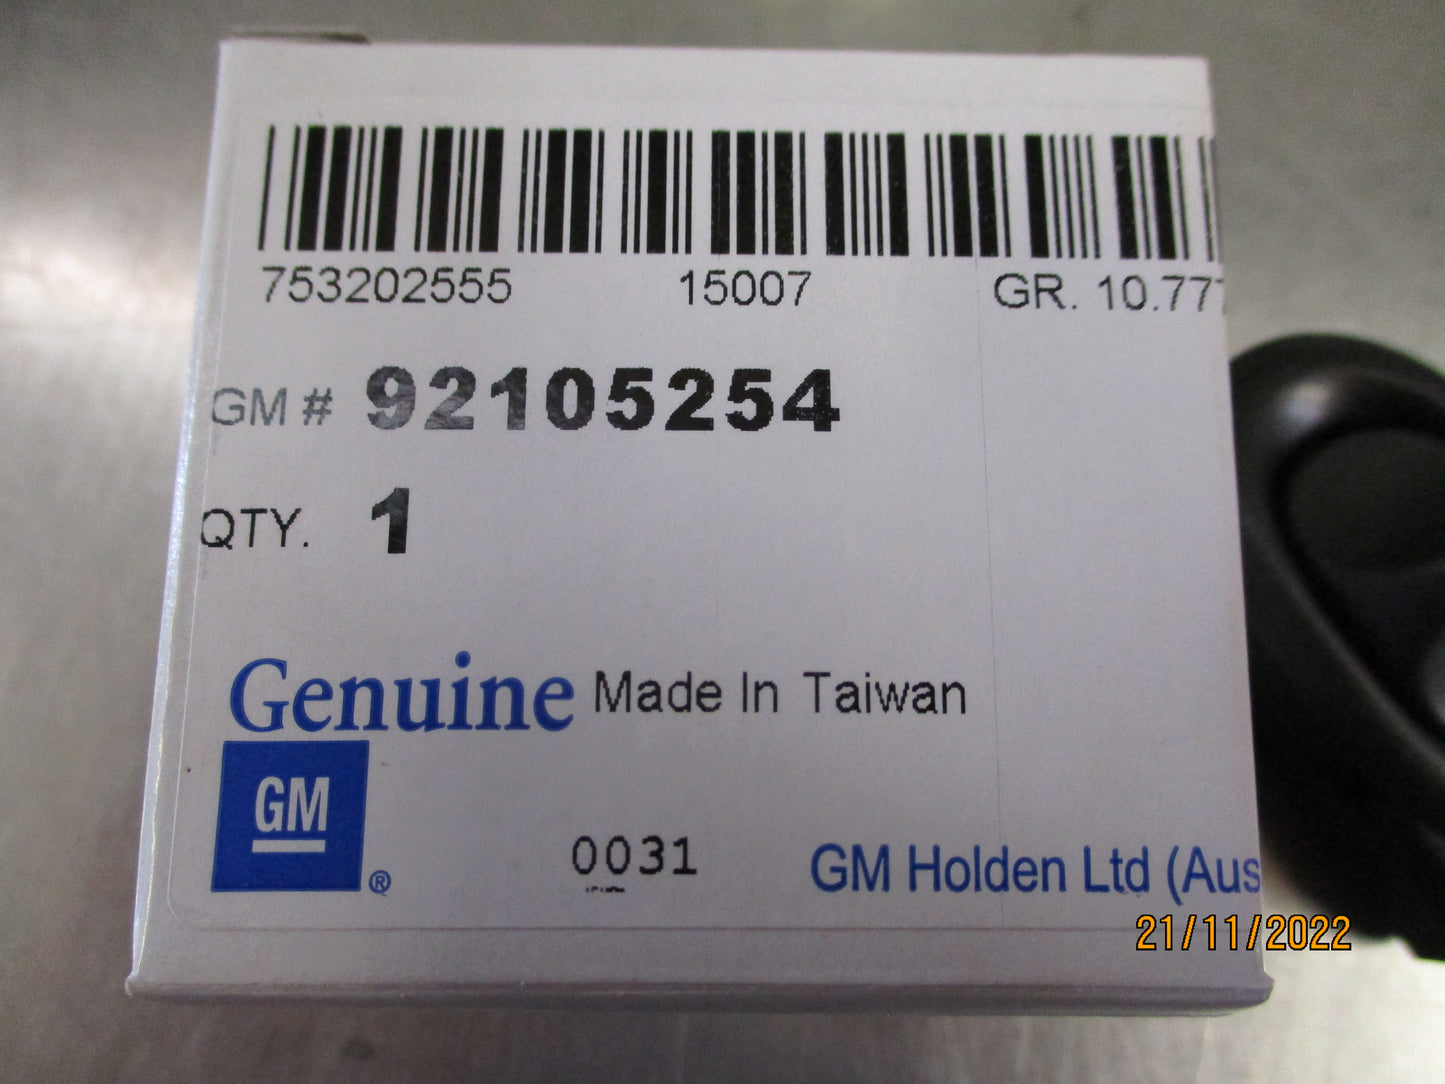 753202555 15007 GR. 10.777
GM # 92105254
QTY. 1
Genuine Made In Taiwan
GM ®
0031
GM Holden Ltd (Aus
21/11/2022